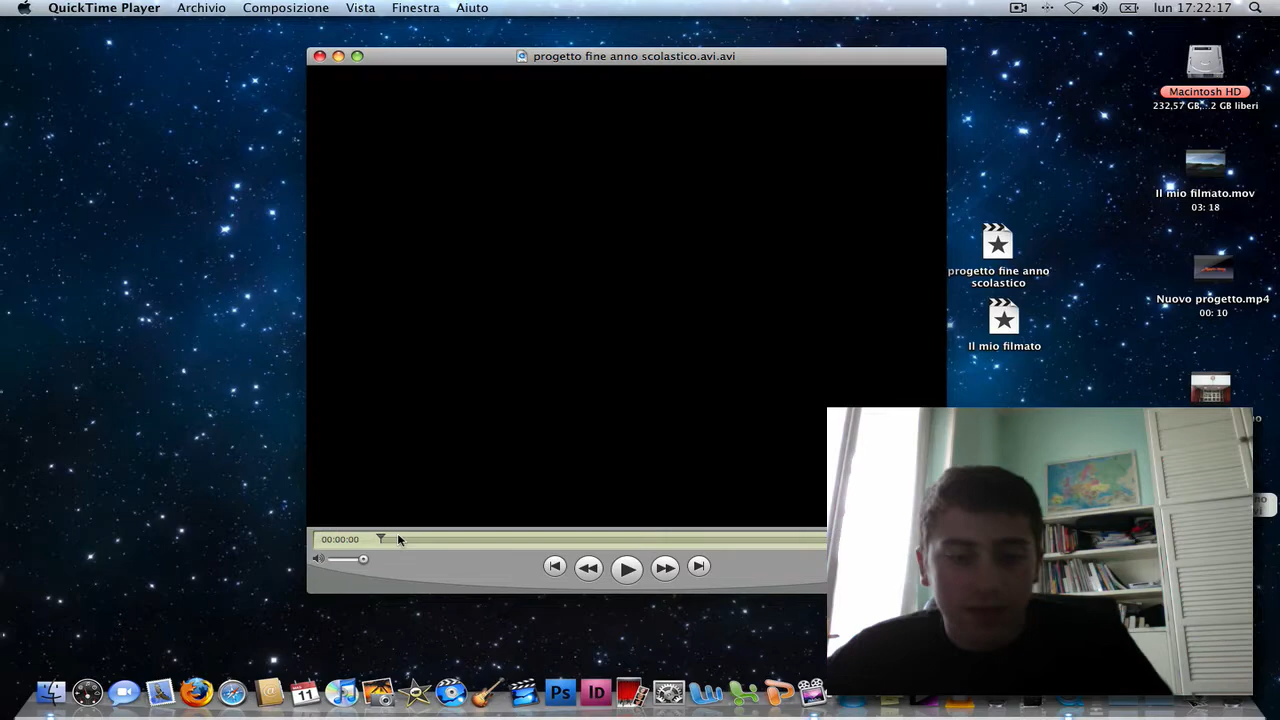 QuickTime Player Archivio Composizione Vista Finestra Aiuto lun 17:22:17
progetto fine anno scolastico.avi.avi
Macintosh HD
232,57 GB,
2 GB liberi
Il mio filmato.mov
03: 18
progetto fine anno
scolastico
Nuovo progetto.mp4
00: 10
Il mio filmato
00:00:00
11
Ps
ID